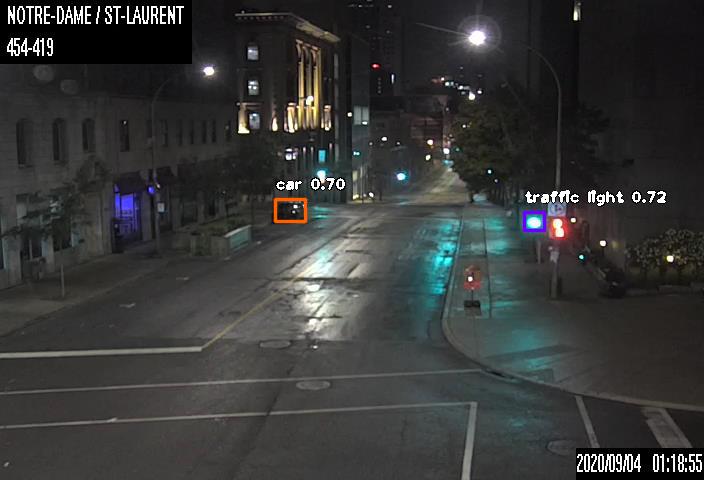 NOTRE-DAME / ST-LAURENT
454-419
car 0.70
traffic light 0.72
2020/09/04 01:18:55